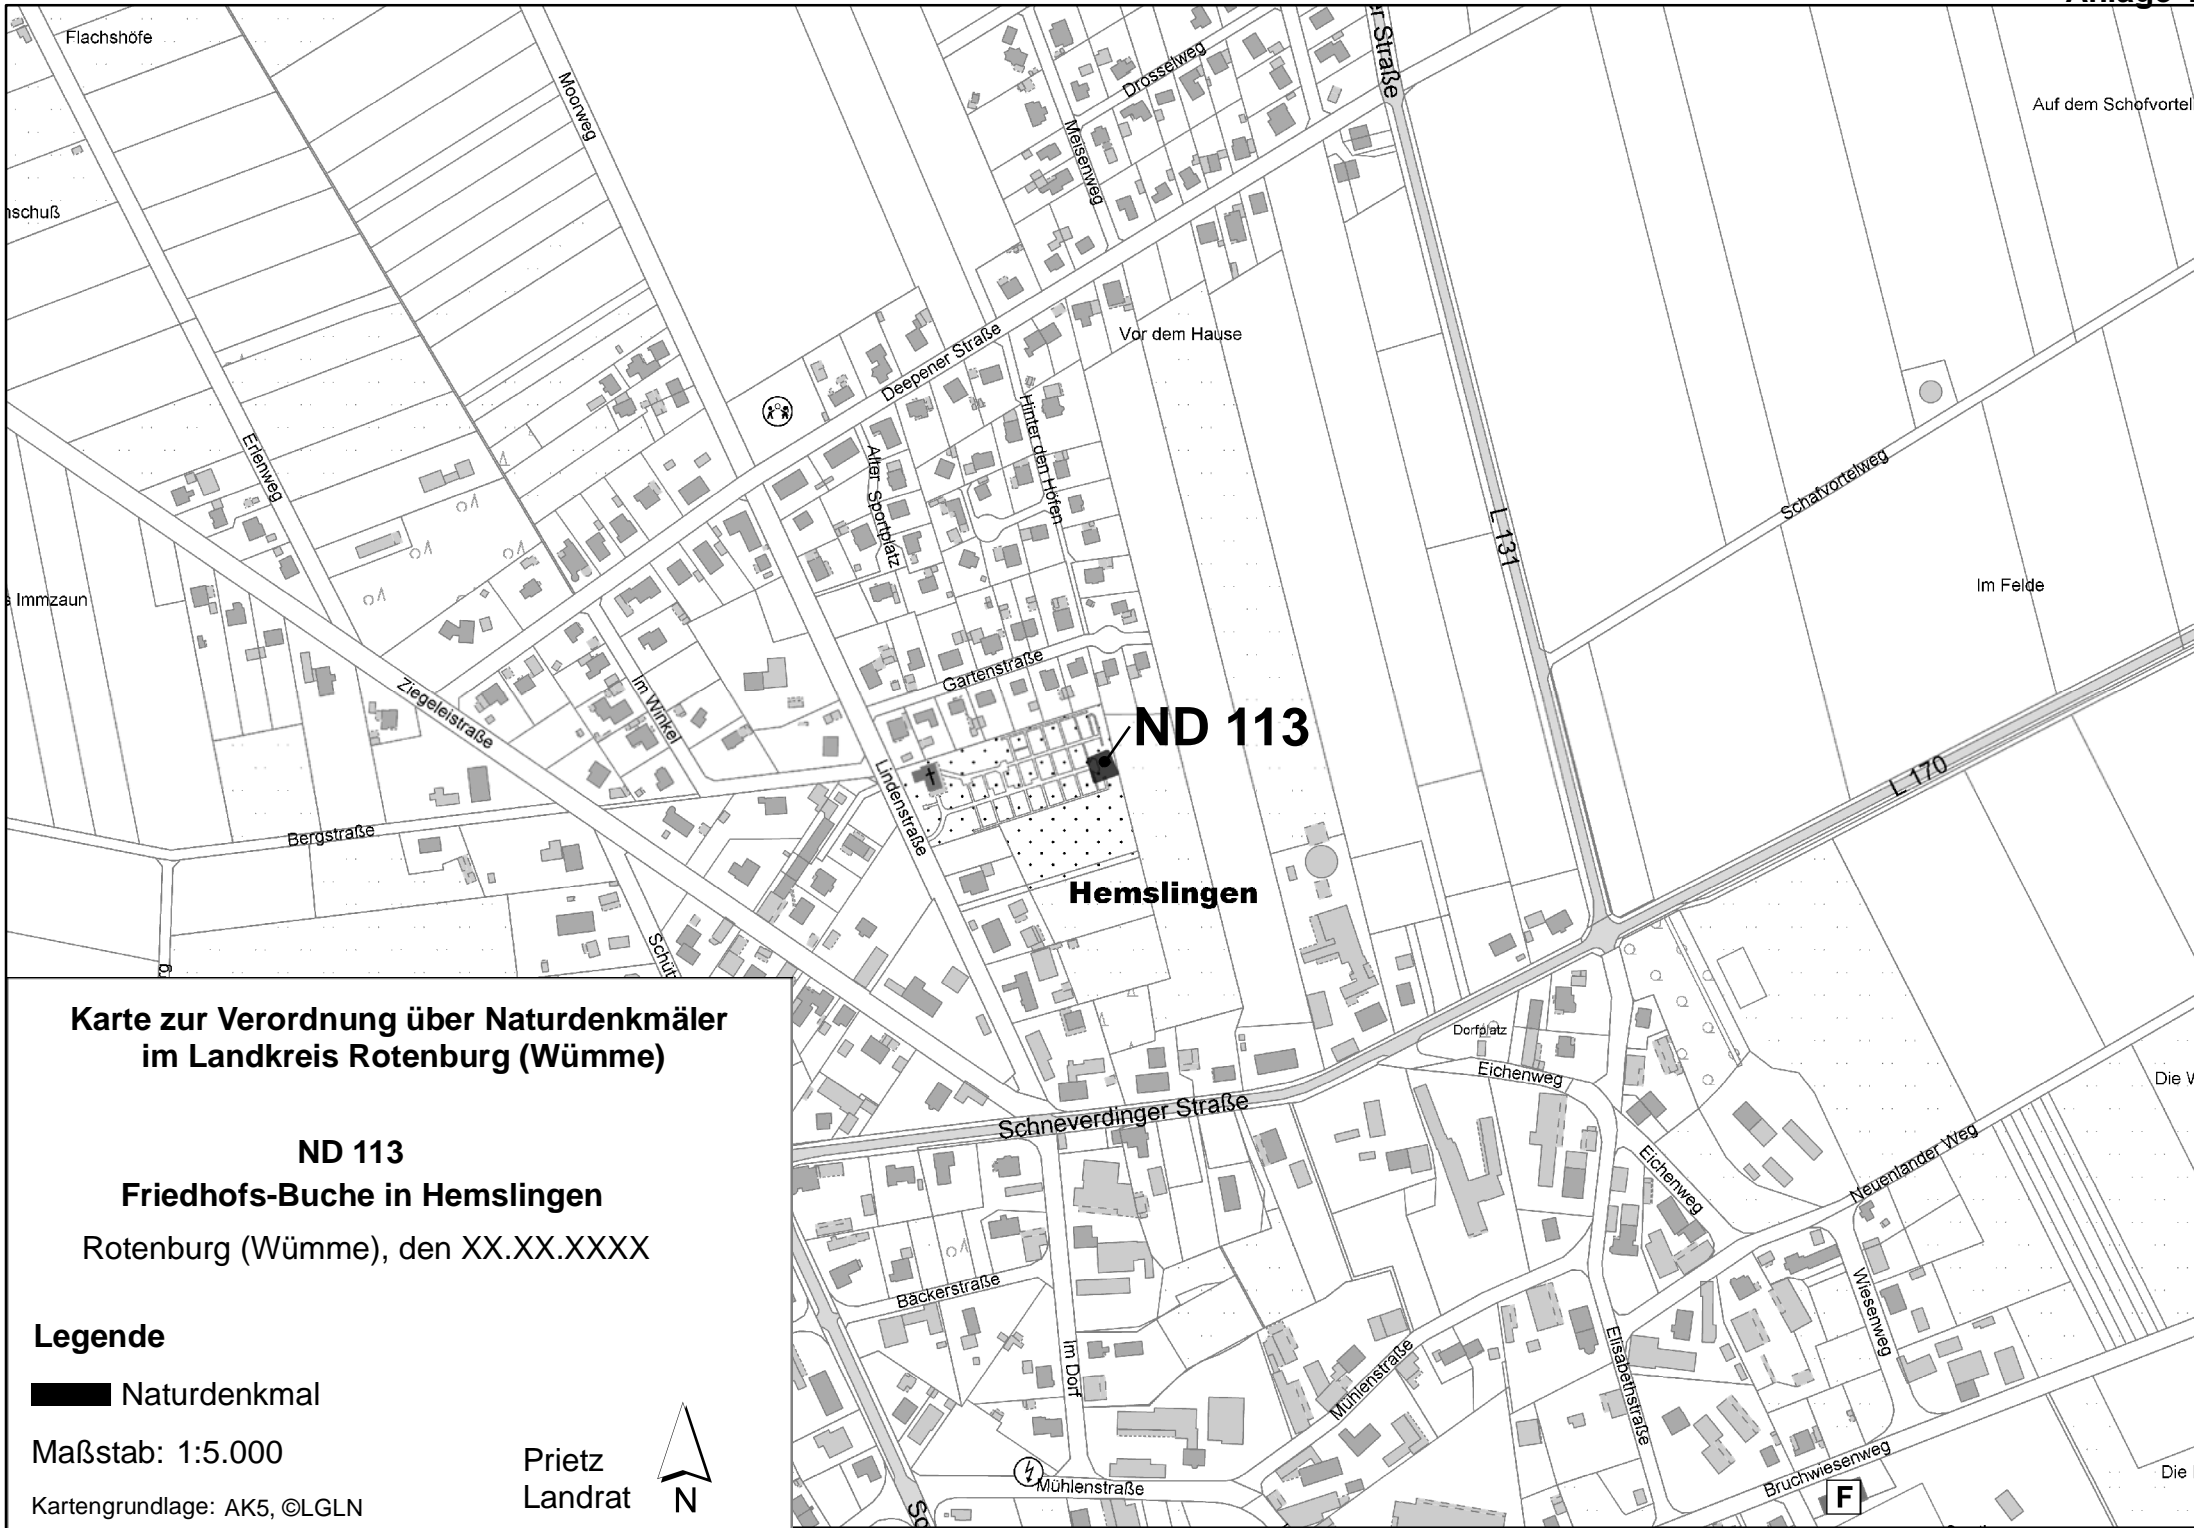 Flachshöfe
Moorweg
Drosselweg
Meisenweg
Straße
Auf dem Schofvortel
Vor dem Hause
Deepener Straße
Hinter den Höfen
Alter Sportplatz
Erlenweg
Schafvortelweg
L 131
Im Felde
Immzaun
Gartenstraße
Im Winkel
Ziegeleistraße
ND 113
L 170
Lindenstraße
Bergstraße
Hemslingen
Dorfplatz
Eichenweg
Schneverdinger Straße
Eichenweg
Neuenlander Weg
Bäckerstraße
Im Dorf
Wiesenweg
Elisabethstraße
Mühlenstraße
Mühlenstraße
Bruchwiesenweg
F
Die
Karte zur Verordnung über Naturdenkmäler
im Landkreis Rotenburg (Wümme)
ND 113
Friedhofs-Buche in Hemslingen
Rotenburg (Wümme), den XX.XX.XXXX
Legende
Naturdenkmal
Maßstab: 1:5.000
Kartengrundlage: AK5, ©LGLN
Prietz
Landrat
N